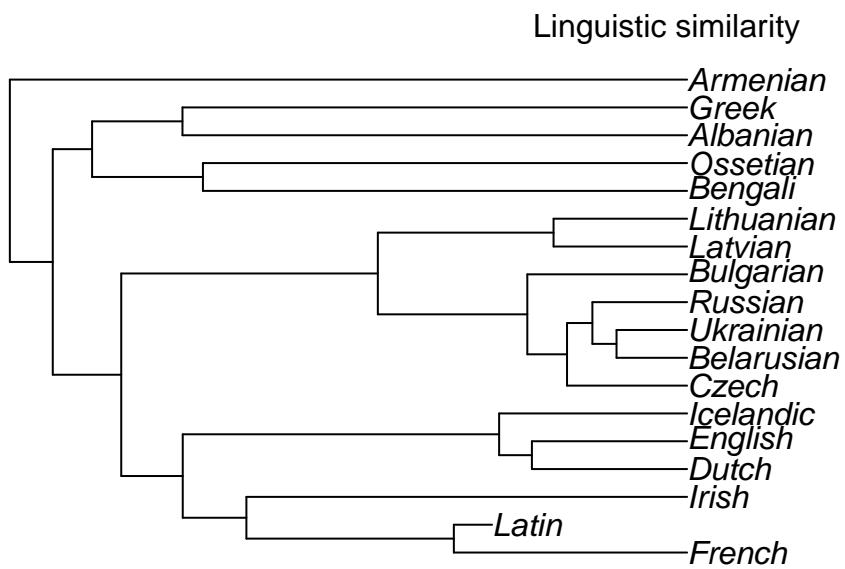 Linguistic similarity
Armenian
Greek
Albanian
Ossetian
Bengali
Lithuanian
Latvian
Bulgarian
Russian
Ukrainian
Belarusian
Czech
Icelandic
English
Dutch
Irish
Latin
French